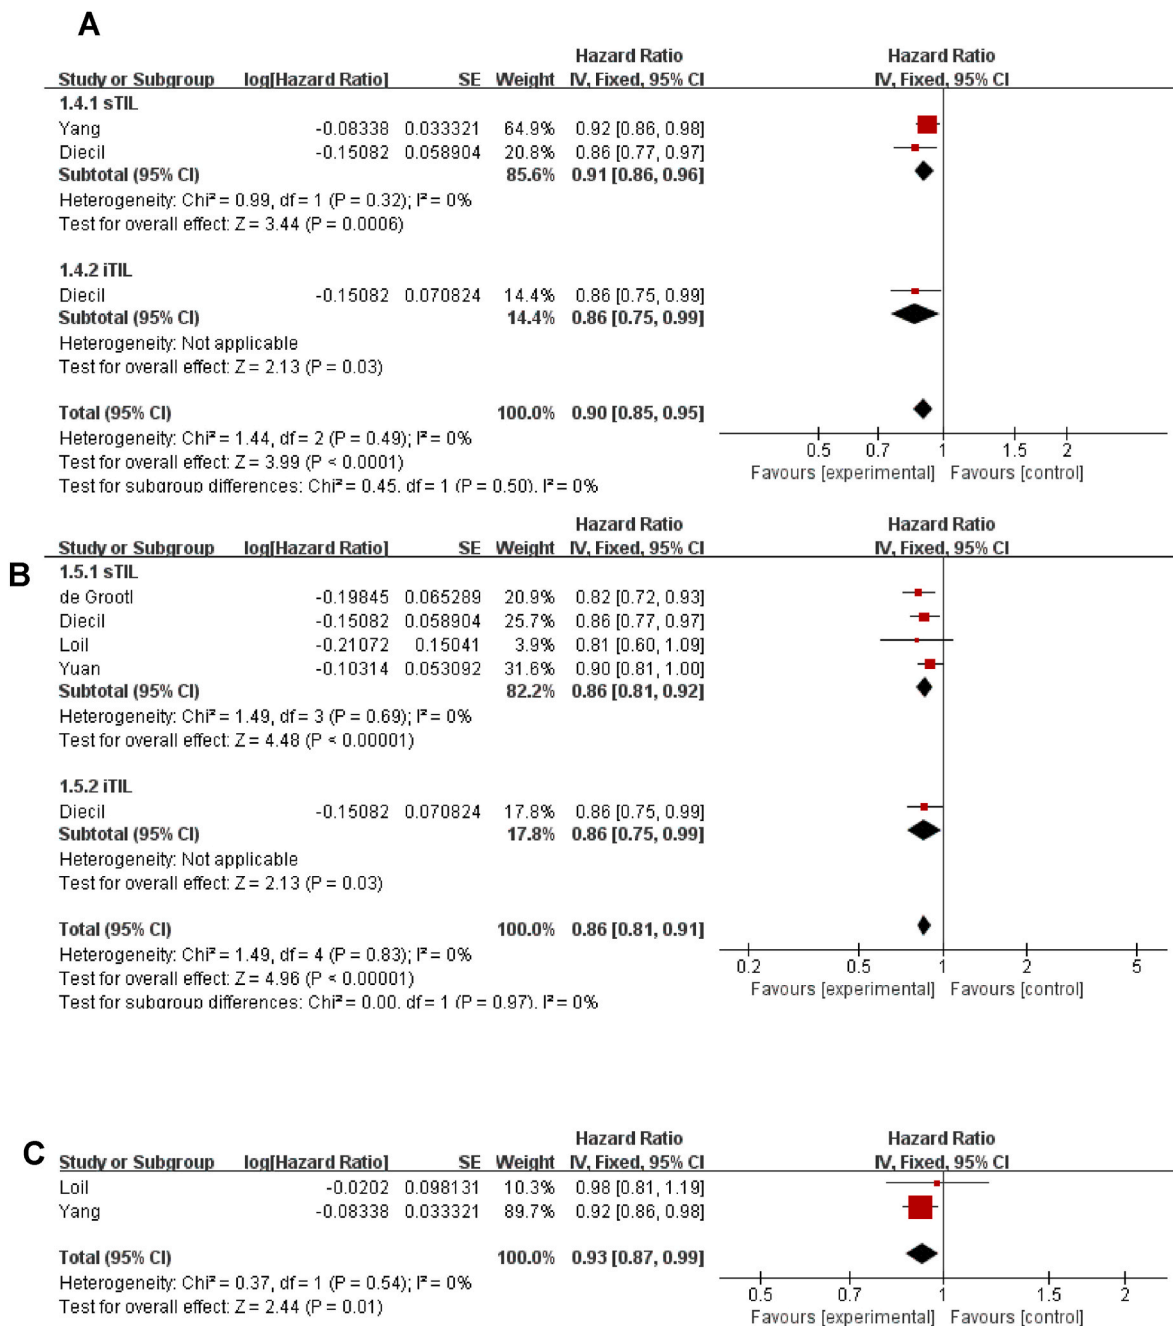 A
Hazard Ratio Hazard Ratio
Study or Subgroup log[Hazard Ratio] SE Weight IV, Fixed, 95% CI IV, Fixed, 95% CI
1.4.1 sTIL
Yang -0.08338 0.033321 64.9% 0.92 [0.86, 0.98]
Diecil -0.15082 0.058904 20.8% 0.86 [0.77, 0.97]
Subtotal (95% CI) 85.6% 0.91 [0.86, 0.96]
Heterogeneity: Chi² = 0.99, df = 1 (P = 0.32); I² = 0%
Test for overall effect: Z = 3.44 (P = 0.0006)
1.4.2 iTIL
Diecil -0.15082 0.070824 14.4% 0.86 [0.75, 0.99]
Subtotal (95% CI) 14.4% 0.86 [0.75, 0.99]
Heterogeneity: Not applicable
Test for overall effect: Z = 2.13 (P = 0.03)
Total (95% CI) 100.0% 0.90 [0.85, 0.95]
Heterogeneity: Chi² = 1.44, df = 2 (P = 0.49); I² = 0%
Test for overall effect: Z = 3.99 (P < 0.0001)
Test for subgroup differences: Chi² = 0.45. df = 1 (P = 0.50). I² = 0%
0.5 0.7 1 1.5 2
Favours [experimental] Favours [control]
B
Hazard Ratio Hazard Ratio
Study or Subgroup log[Hazard Ratio] SE Weight IV, Fixed, 95% CI IV, Fixed, 95% CI
1.5.1 sTIL
de Grootl -0.19845 0.065289 20.9% 0.82 [0.72, 0.93]
Diecil -0.15082 0.058904 25.7% 0.86 [0.77, 0.97]
Loil -0.21072 0.15041 3.9% 0.81 [0.60, 1.09]
Yuan -0.10314 0.053092 31.6% 0.90 [0.81, 1.00]
Subtotal (95% CI) 82.2% 0.86 [0.81, 0.92]
Heterogeneity: Chi² = 1.49, df = 3 (P = 0.69); I² = 0%
Test for overall effect: Z = 4.48 (P < 0.00001)
1.5.2 iTIL
Diecil -0.15082 0.070824 17.8% 0.86 [0.75, 0.99]
Subtotal (95% CI) 17.8% 0.86 [0.75, 0.99]
Heterogeneity: Not applicable
Test for overall effect: Z = 2.13 (P = 0.03)
Total (95% CI) 100.0% 0.86 [0.81, 0.91]
Heterogeneity: Chi² = 1.49, df = 4 (P = 0.83); I² = 0%
Test for overall effect: Z = 4.96 (P < 0.00001)
Test for subgroup differences: Chi² = 0.00. df = 1 (P = 0.97). I² = 0%
0.2 0.5 1 2 5
Favours [experimental] Favours [control]
C
Hazard Ratio Hazard Ratio
Study or Subgroup log[Hazard Ratio] SE Weight IV, Fixed, 95% CI IV, Fixed, 95% CI
Loil -0.0202 0.098131 10.3% 0.98 [0.81, 1.19]
Yang -0.08338 0.033321 89.7% 0.92 [0.86, 0.98]
Total (95% CI) 100.0% 0.93 [0.87, 0.99]
Heterogeneity: Chi² = 0.37, df = 1 (P = 0.54); I² = 0%
Test for overall effect: Z = 2.44 (P = 0.01)
0.5 0.7 1 1.5 2
Favours [experimental] Favours [control]